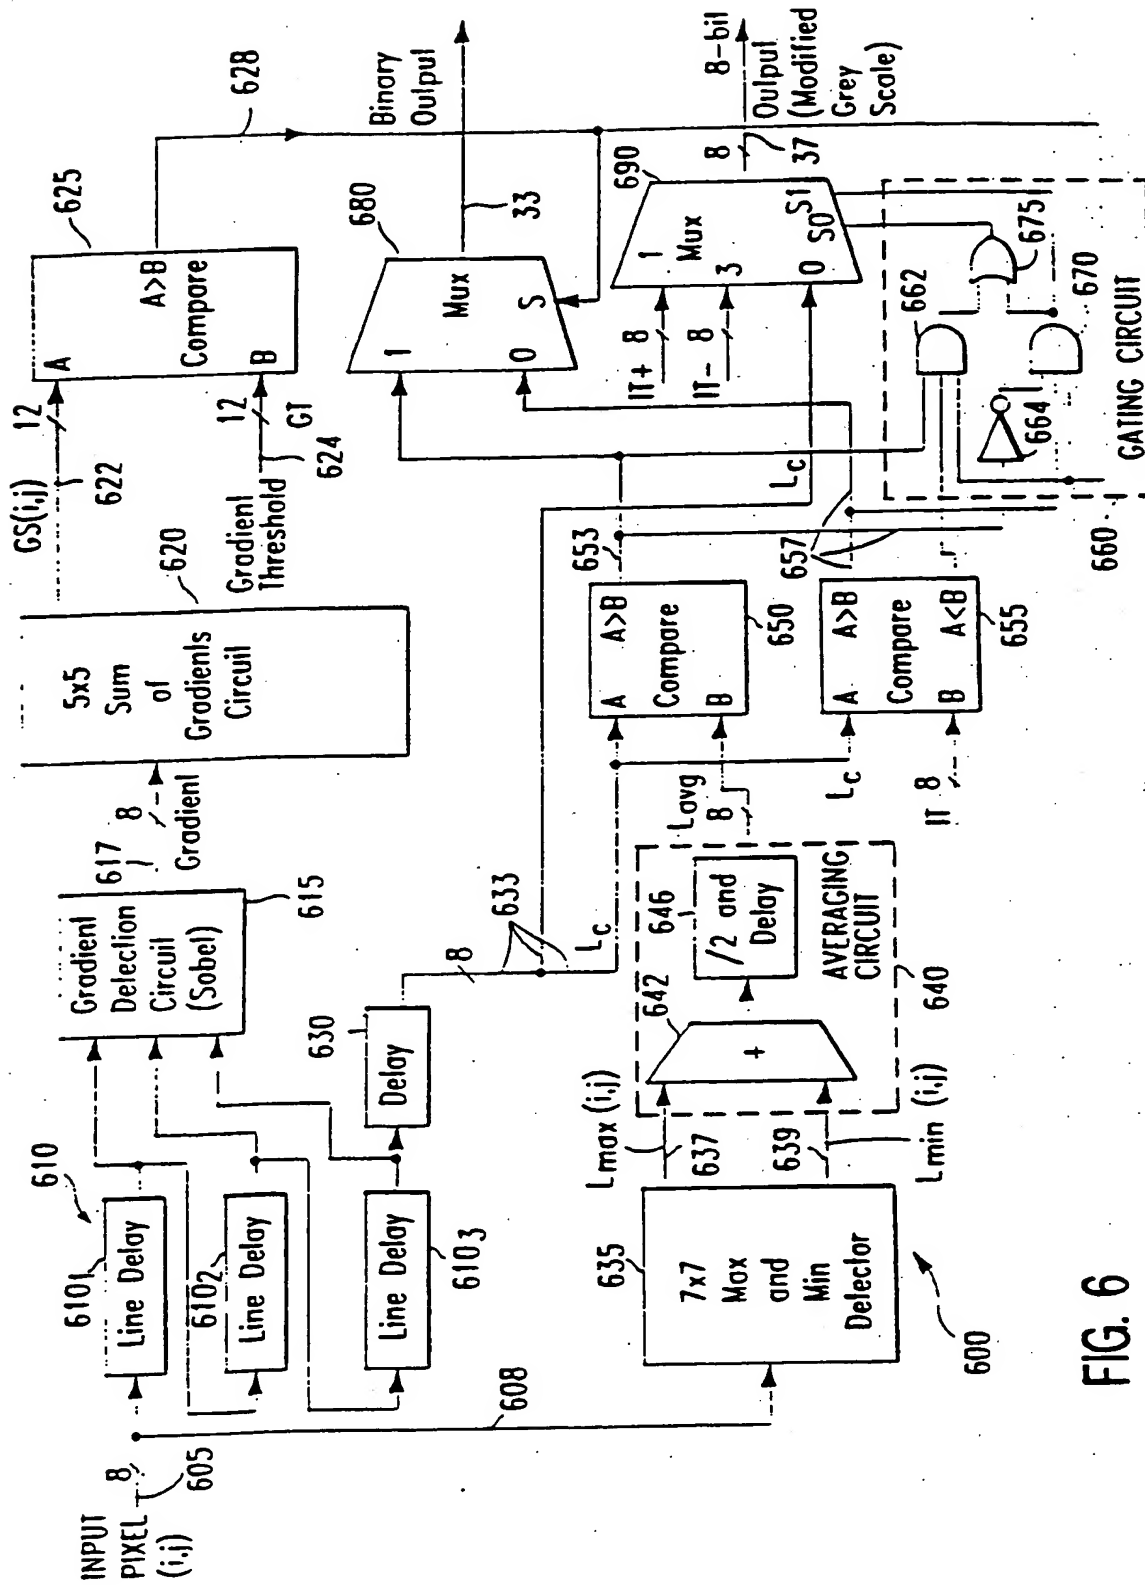 INPUT
PIXEL
(i,j)
8
605
608
610
6101
Line Delay
6102
Line Delay
6103
Line Delay
630
Delay
Gradient
Detection
Circuit
(Sobel)
615
617
8
Gradient
5x5
Sum
of
Gradients
Circuit
620
GS(i,j)
12
622
Gradient
Threshold
624
12
GT
A
B
A>B
Compare
625
628
8
633
LC
LC
635
7x7
Max
and
Min
Detector
600
Lmax (i,j)
637
639
Lmin (i,j)
642
+
646
/2 and
Delay
AVERAGING
CIRCUIT
640
Lavg
8
A
B
A>B
Compare
650
653
LC
IT 8
A
B
A>B
A<B
Compare
655
657
1
0
Mux
S
680
33
Binary
Output
IT+ 8
IT- 8
1
3
0
Mux
S0
S1
690
8
37
8-bit
Output
(Modified
Grey
Scale)
662
664
670
675
660
GATING CIRCUIT
FIG. 6